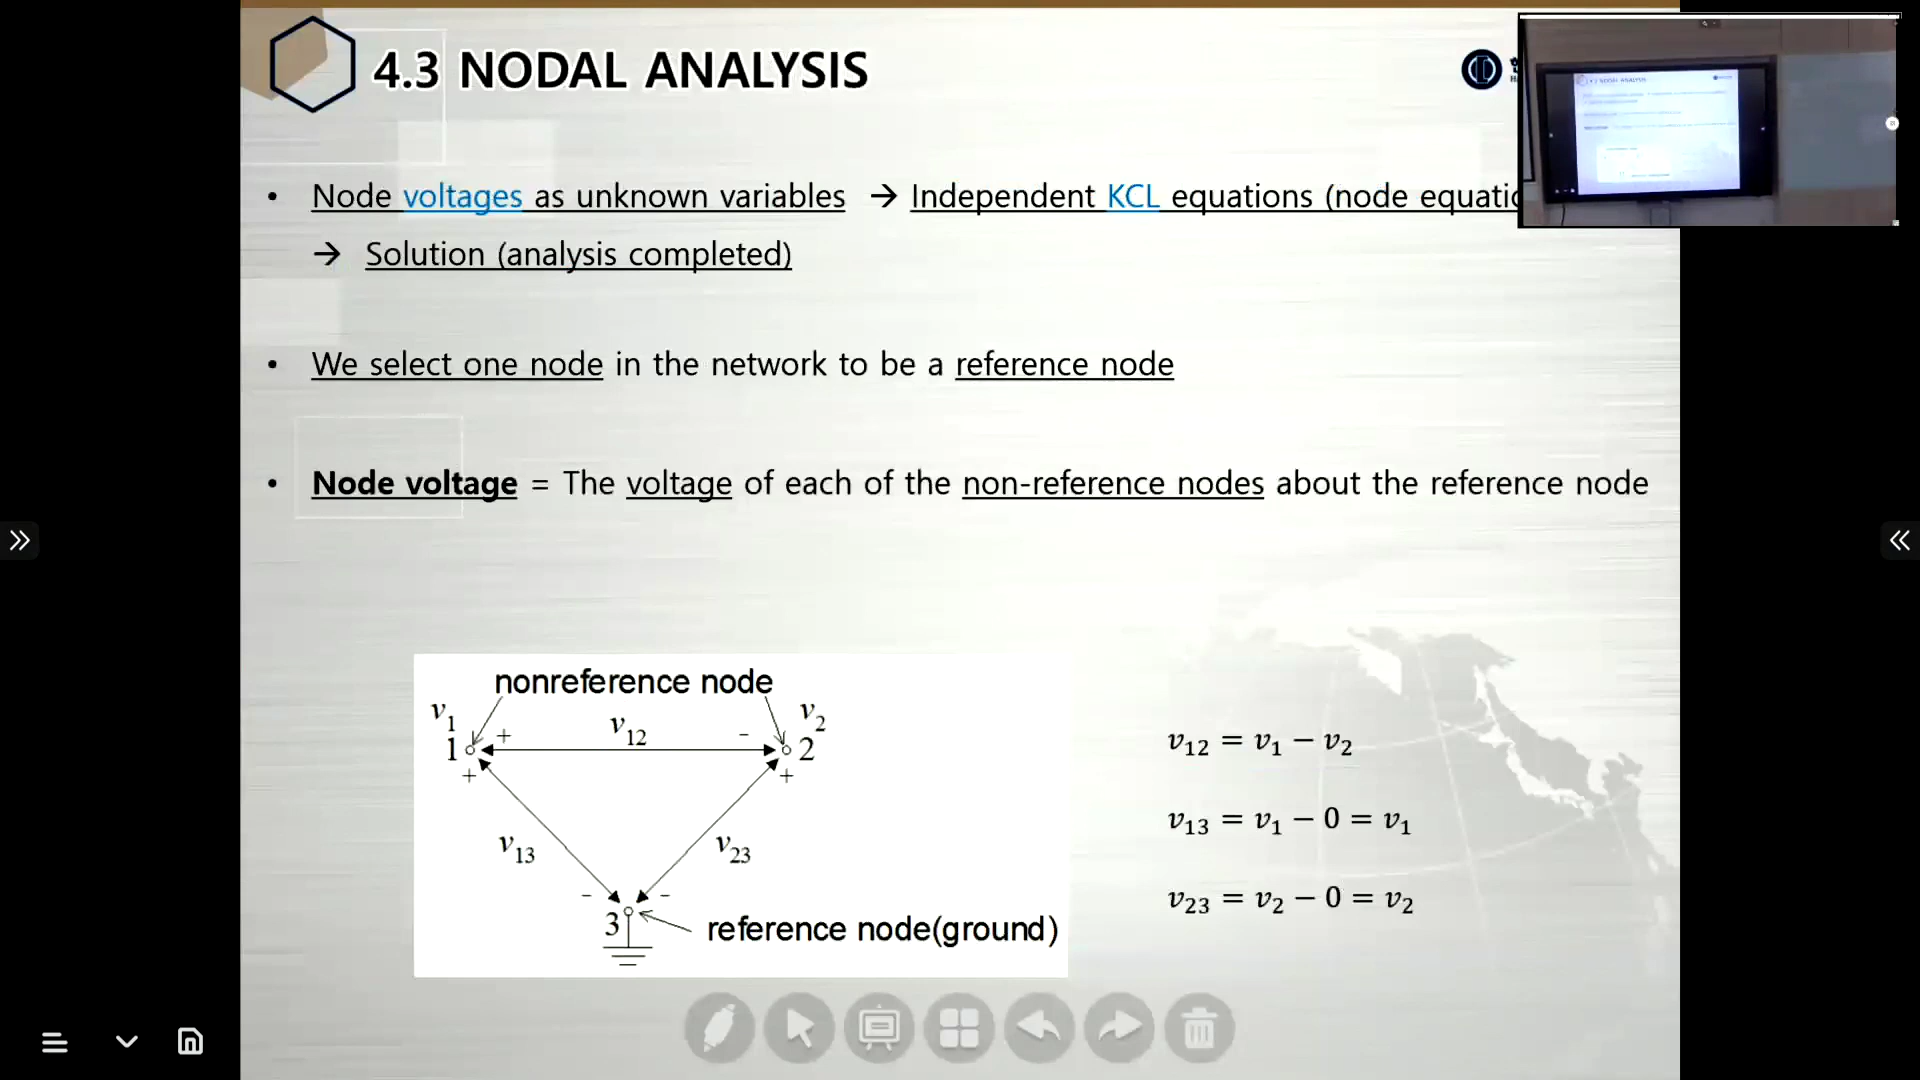 4.3 NODAL ANALYSIS
• Node voltages as unknown variables → Independent KCL equations (node equatio
→ Solution (analysis completed)
• We select one node in the network to be a reference node
• Node voltage = The voltage of each of the non-reference nodes about the reference node
nonreference node
v1 v12 v2
1 + - 2
+ +
v13 v23
- -
3 reference node(ground)
v12 = v1 − v2
v13 = v1 − 0 = v1
v23 = v2 − 0 = v2